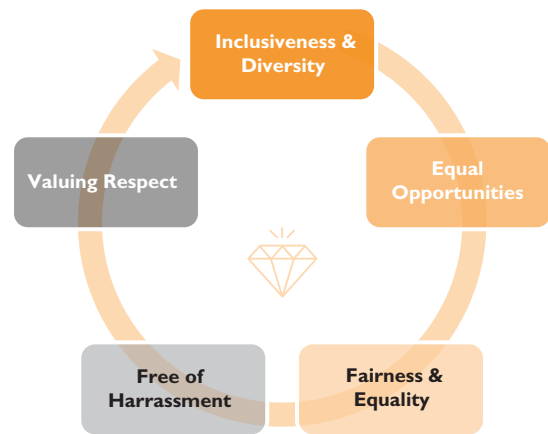 Inclusiveness &
Diversity
Equal
Opportunities
Fairness &
Equality
Free of
Harrassment
Valuing Respect